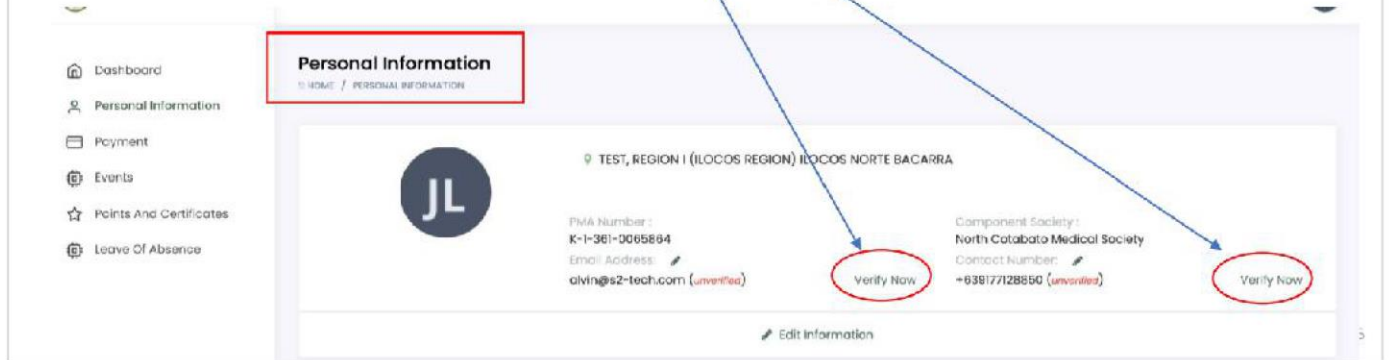 Dashboard
Personal Information
Payment
Events
Points And Certificates
Leave Of Absence
Personal Information
HOME / PERSONAL INFORMATION
JL
TEST, REGION I (ILOCOS REGION) ILOCOS NORTE BACARRA
PMA Number :
K-1-361-0065864
Email Address:
alvin@s2-tech.com (unverified)
Verify Now
Component Society :
North Cotabato Medical Society
Contact Number:
+639177128850 (unverified)
Verify Now
Edit Information